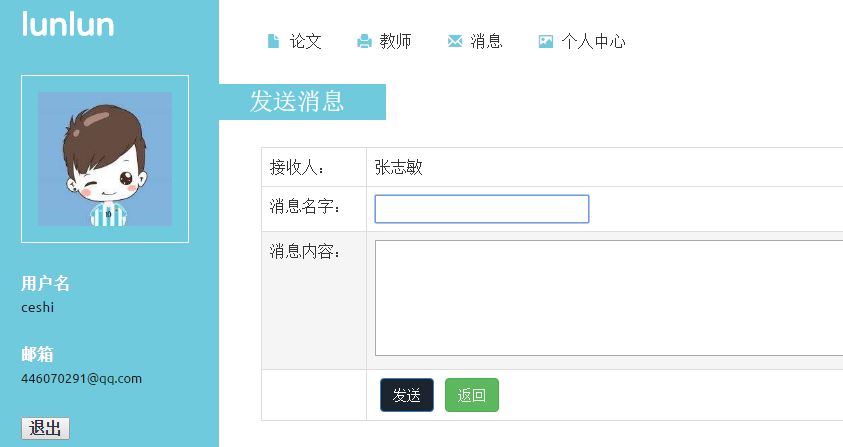 lunlun
论文 教师 消息 个人中心
发送消息
接收人： 张志敏
消息名字：
消息内容：
发送 返回
用户名
ceshi
邮箱
446070291@qq.com
退出